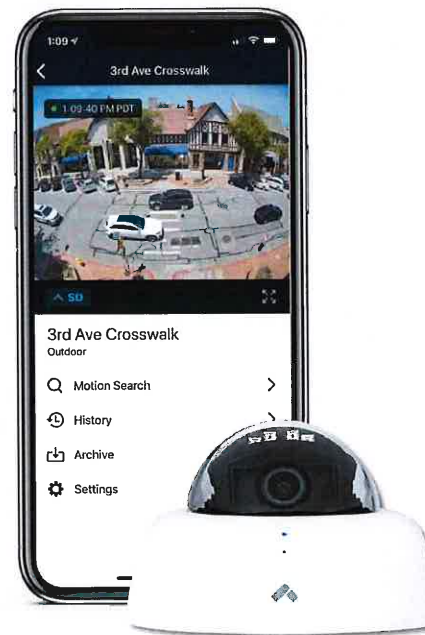 1:09
3rd Ave Crosswalk
1:09:40 PM PDT
SD
3rd Ave Crosswalk
Outdoor
Motion Search
History
Archive
Settings